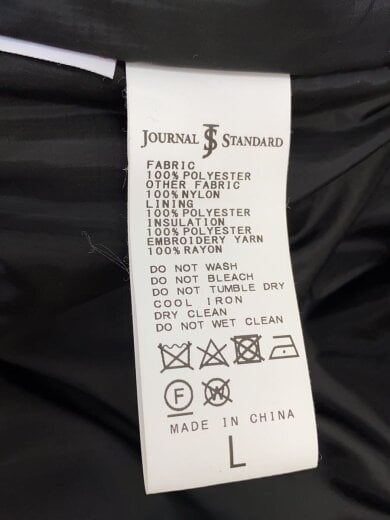 JOURNAL JS STANDARD
FABRIC
100% POLYESTER
OTHER FABRIC
100% NYLON
LINING
100% POLYESTER
INSULATION
100% POLYESTER
EMBROIDERY YARN
100% RAYON
DO NOT WASH
DO NOT BLEACH
DO NOT TUMBLE DRY
COOL IRON
DRY CLEAN
DO NOT WET CLEAN
F W
MADE IN CHINA
L